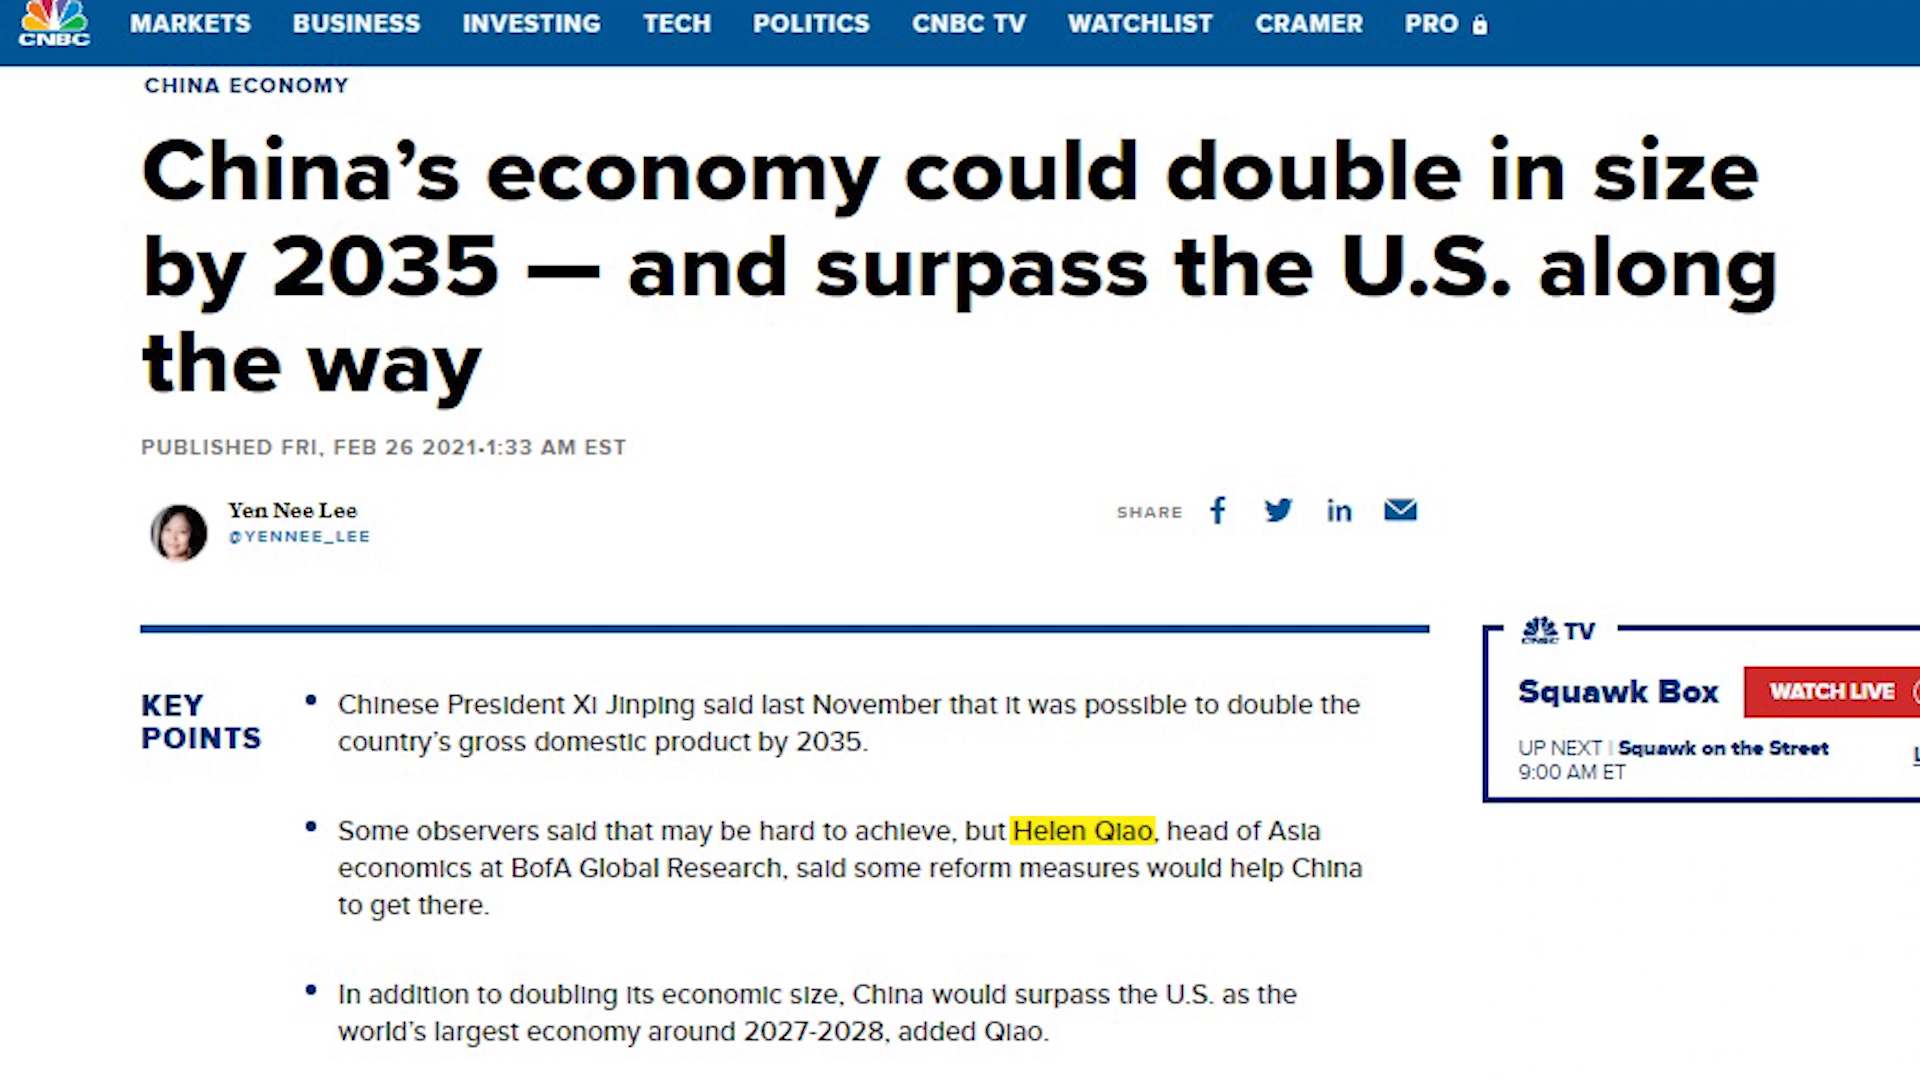 CNBC MARKETS BUSINESS INVESTING TECH POLITICS CNBC TV WATCHLIST CRAMER PRO
CHINA ECONOMY
China’s economy could double in size
by 2035 — and surpass the U.S. along
the way
PUBLISHED FRI, FEB 26 2021•1:33 AM EST
Yen Nee Lee
@YENNEE_LEE
SHARE
KEY
POINTS
• Chinese President Xi Jinping said last November that it was possible to double the
country’s gross domestic product by 2035.
• Some observers said that may be hard to achieve, but Helen Qiao, head of Asia
economics at BofA Global Research, said some reform measures would help China
to get there.
• In addition to doubling its economic size, China would surpass the U.S. as the
world’s largest economy around 2027-2028, added Qiao.
CNBC TV
Squawk Box WATCH LIVE
UP NEXT | Squawk on the Street
9:00 AM ET